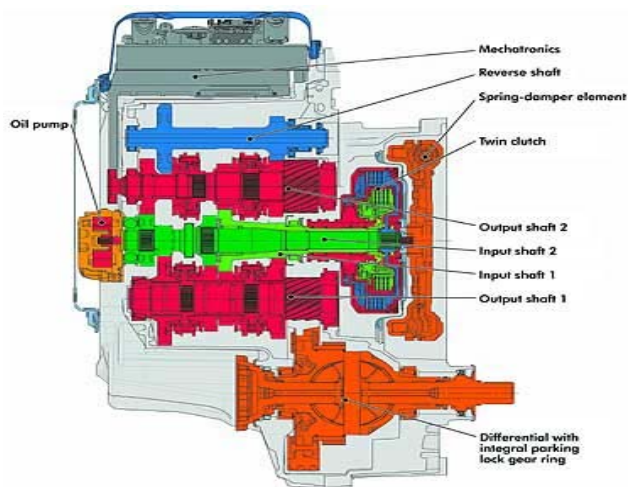 Mechatronics
Reverse shaft
Spring-damper element
Oil pump
Twin clutch
Output shaft 2
Input shaft 2
Input shaft 1
Output shaft 1
Differential with
integral parking
lock gear ring